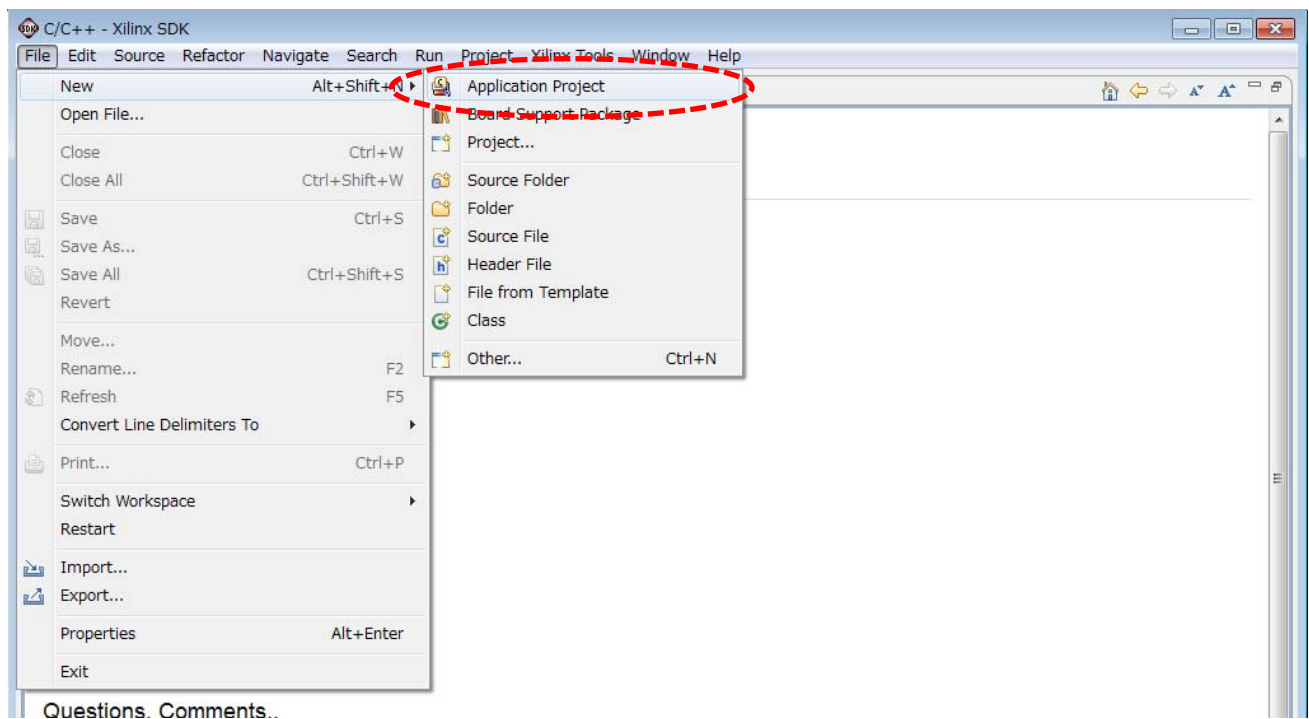 C/C++ - Xilinx SDK
File Edit Source Refactor Navigate Search Run Project Xilinx Tools Window Help
New Alt+Shift+N
Open File...
Close Ctrl+W
Close All Ctrl+Shift+W
Save Ctrl+S
Save As...
Save All Ctrl+Shift+S
Revert
Move...
Rename... F2
Refresh F5
Convert Line Delimiters To
Print... Ctrl+P
Switch Workspace
Restart
Import...
Export...
Properties Alt+Enter
Exit
Application Project
Board Support Package
Project...
Source Folder
Folder
Source File
Header File
File from Template
Class
Other... Ctrl+N
Questions, Comments..